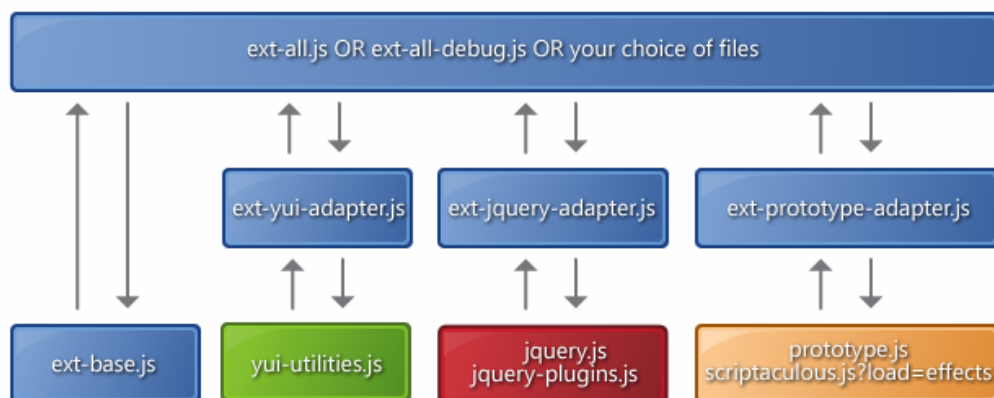 ext-all.js OR ext-all-debug.js OR your choice of files
ext-yui-adapter.js
ext-jquery-adapter.js
ext-prototype-adapter.js
ext-base.js
yui-utilities.js
jquery.js
jquery-plugins.js
prototype.js
scriptaculous.js?load=effects